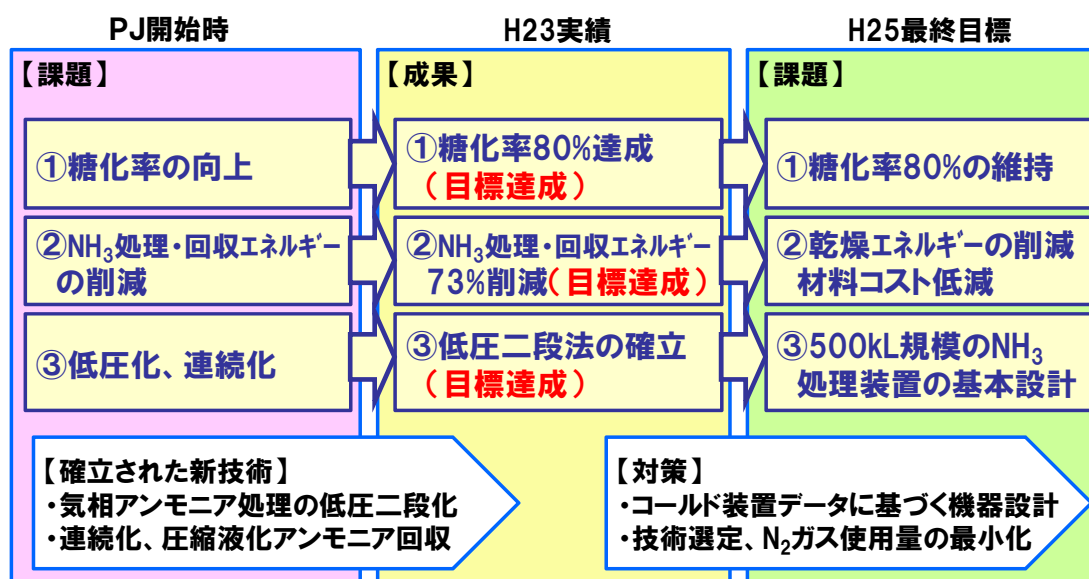 PJ開始時
H23実績
H25最終目標
【課題】
①糖化率の向上
②NH₃処理・回収エネルギー
の削減
③低圧化、連続化
【成果】
①糖化率80%達成
(目標達成)
②NH₃処理・回収エネルギー
73%削減(目標達成)
③低圧二段法の確立
(目標達成)
【課題】
①糖化率80%の維持
②乾燥エネルギーの削減
材料コスト低減
③500kL規模のNH₃
処理装置の基本設計
【確立された新技術】
・気相アンモニア処理の低圧二段化
・連続化、圧縮液化アンモニア回収
【対策】
・コールド装置データに基づく機器設計
・技術選定、N₂ガス使用量の最小化